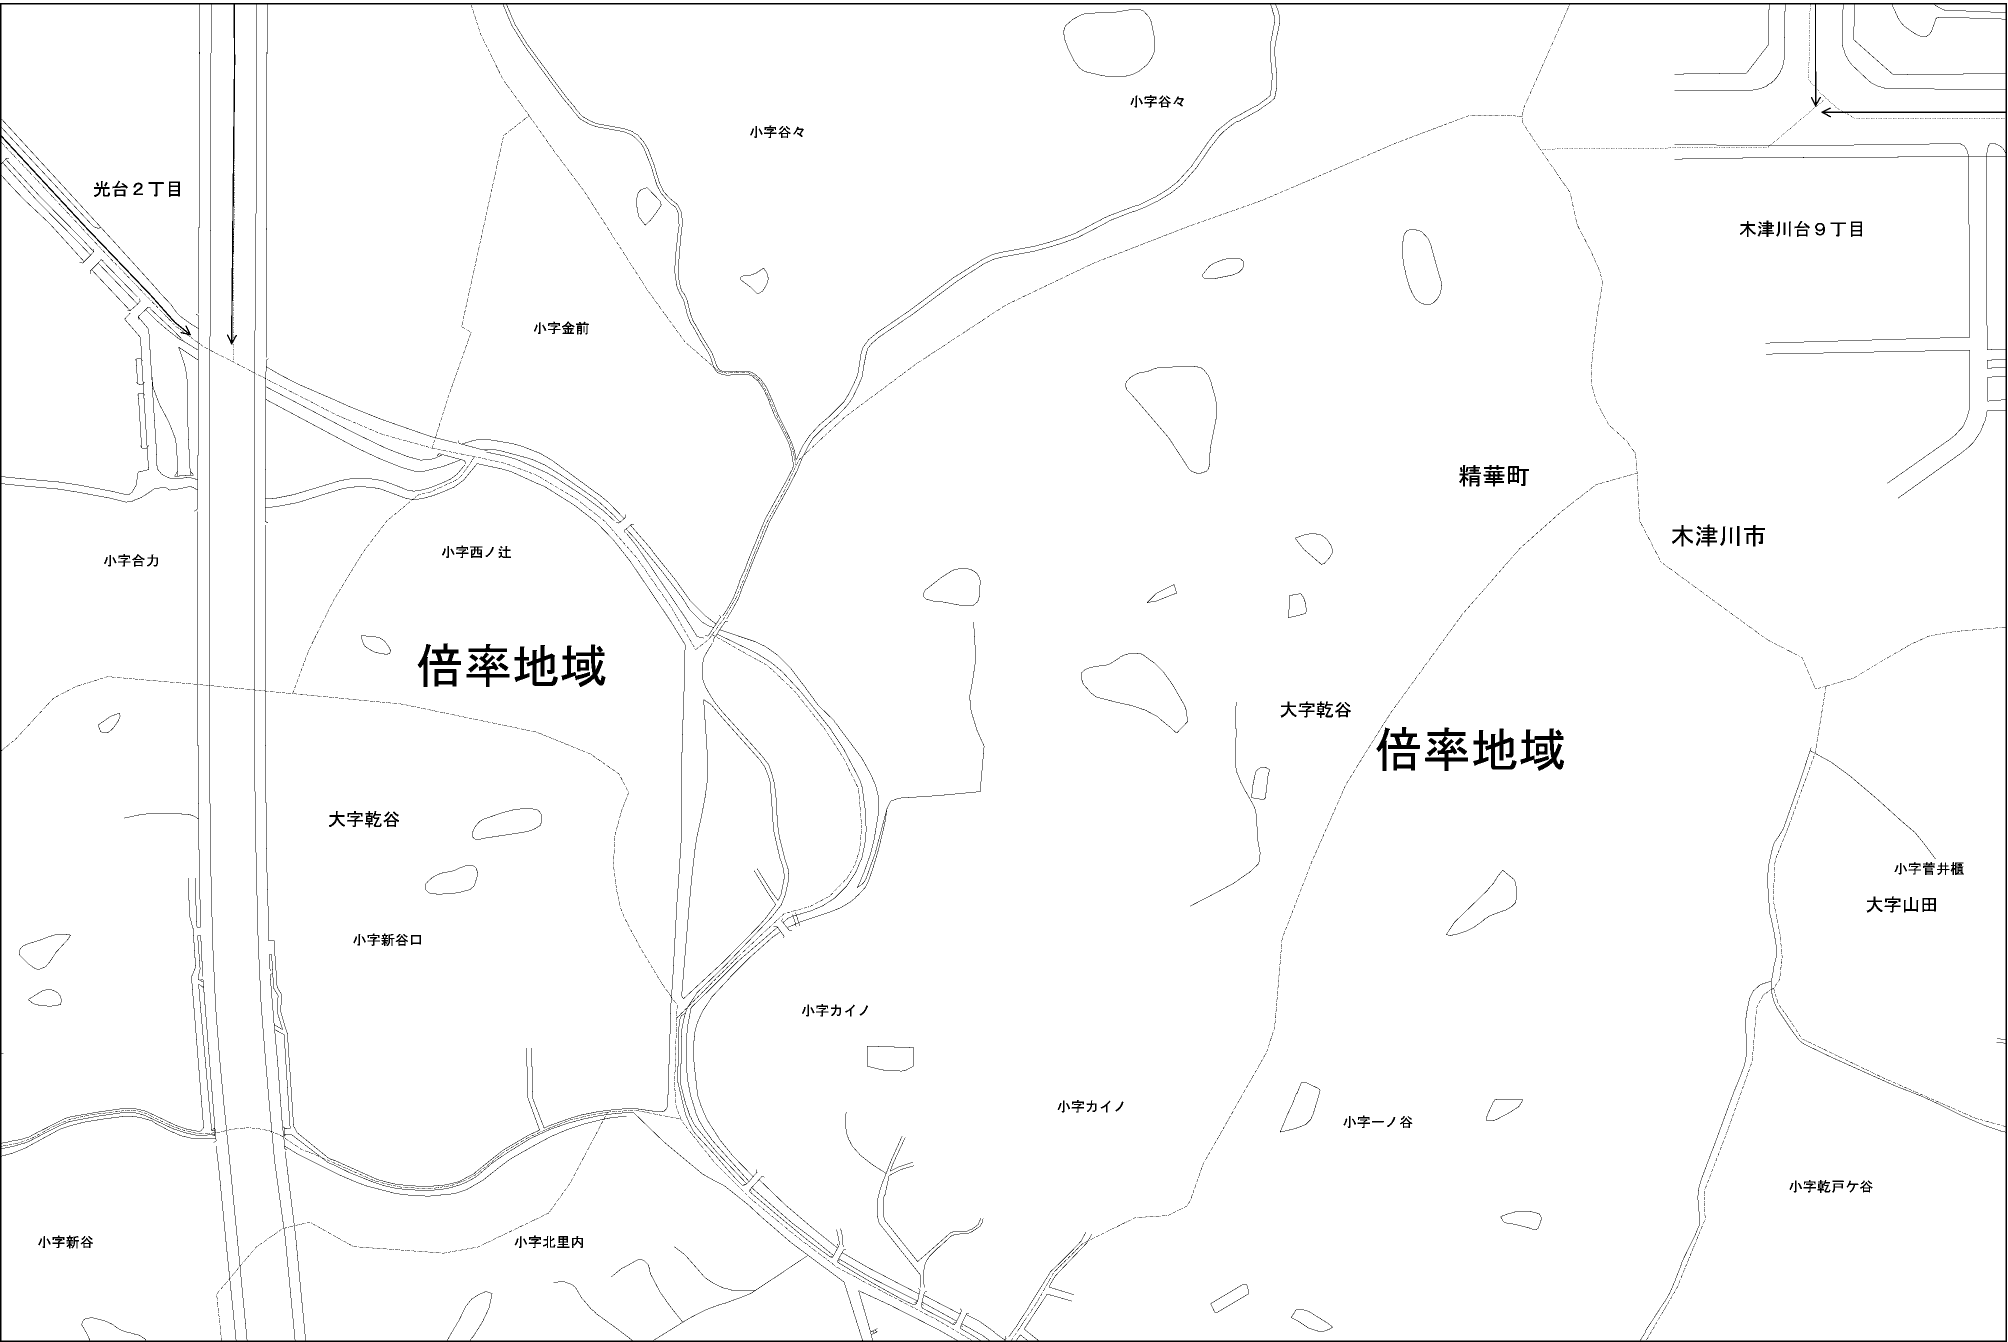 小字谷々
小字谷々
光台２丁目
木津川台９丁目
小字金前
精華町
木津川市
小字合力
小字西ノ辻
倍率地域
大字乾谷
倍率地域
大字乾谷
小字菅井櫃
大字山田
小字新谷口
小字カイノ
小字カイノ
小字一ノ谷
小字乾戸ケ谷
小字新谷
小字北里内